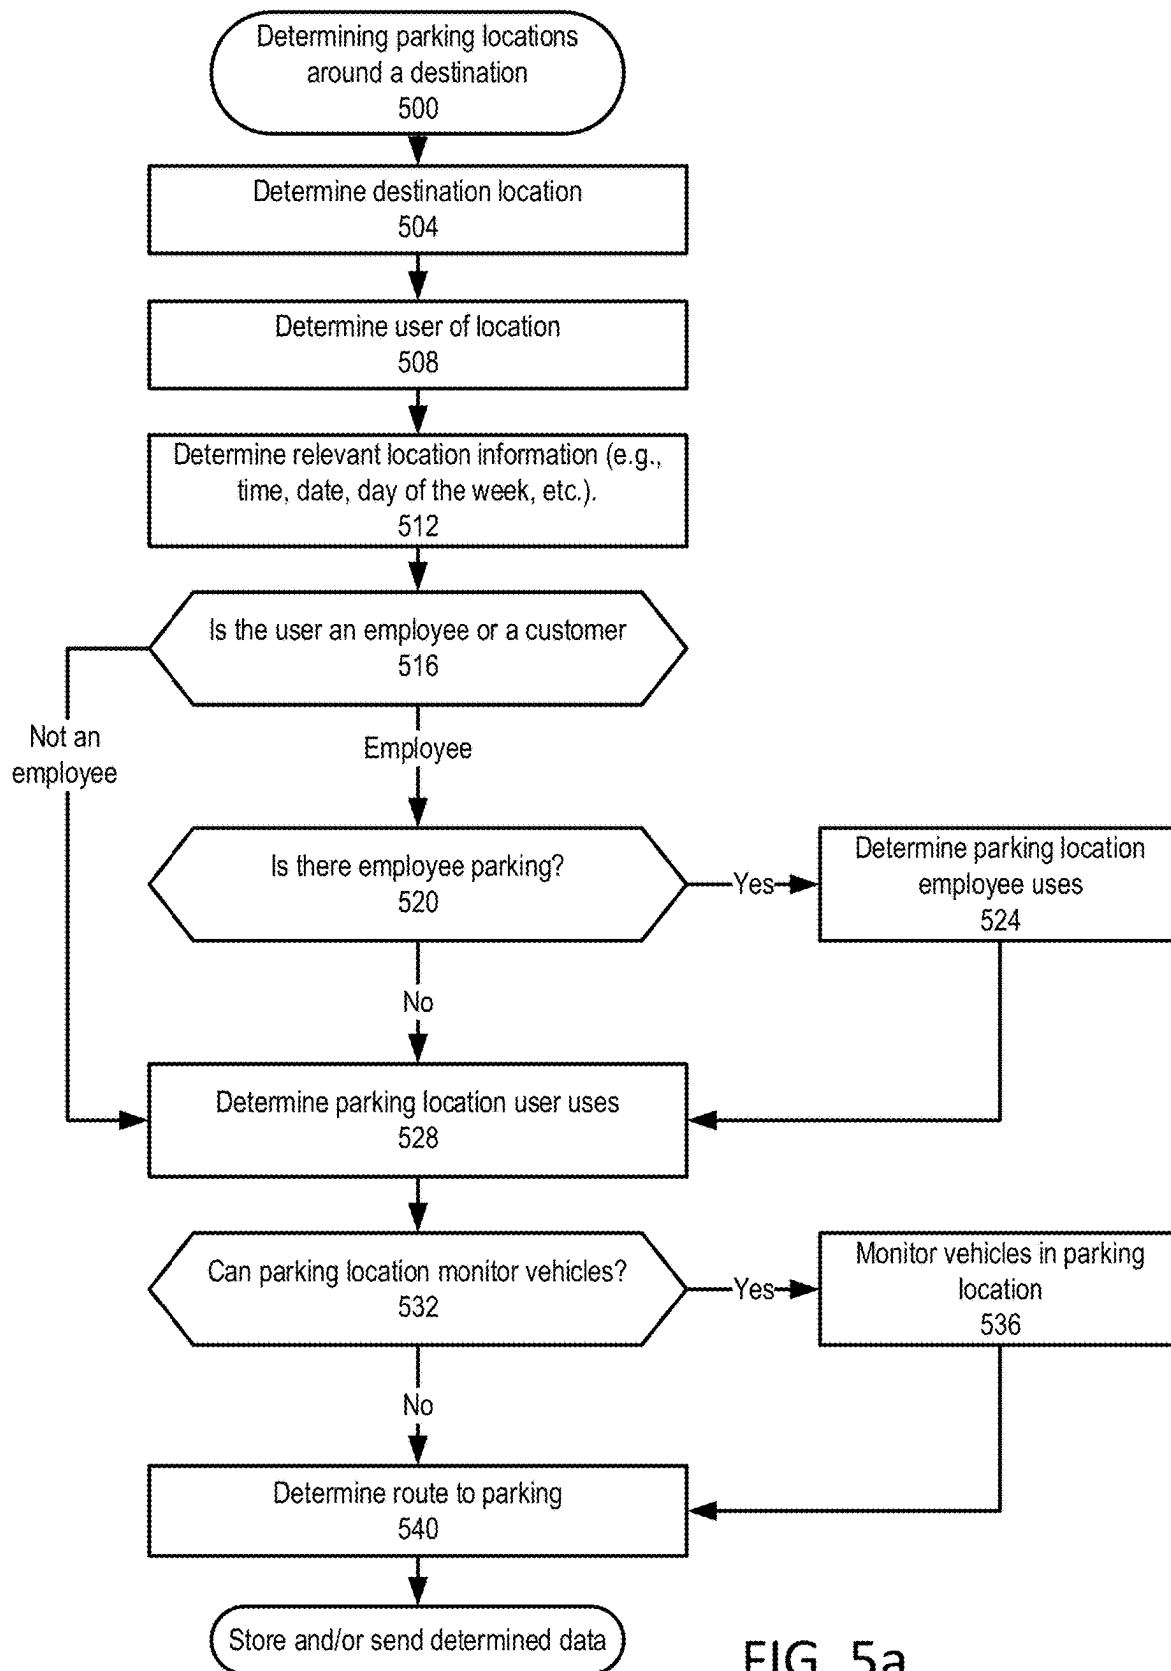 Determining parking locations
around a destination
500
Determine destination location
504
Determine user of location
508
Determine relevant location information (e.g.,
time, date, day of the week, etc.).
512
Is the user an employee or a customer
516
Not an
employee
Employee
Is there employee parking?
520
Yes
Determine parking location
employee uses
524
No
Determine parking location user uses
528
Can parking location monitor vehicles?
532
Yes
Monitor vehicles in parking
location
536
No
Determine route to parking
540
Store and/or send determined data
FIG. 5a